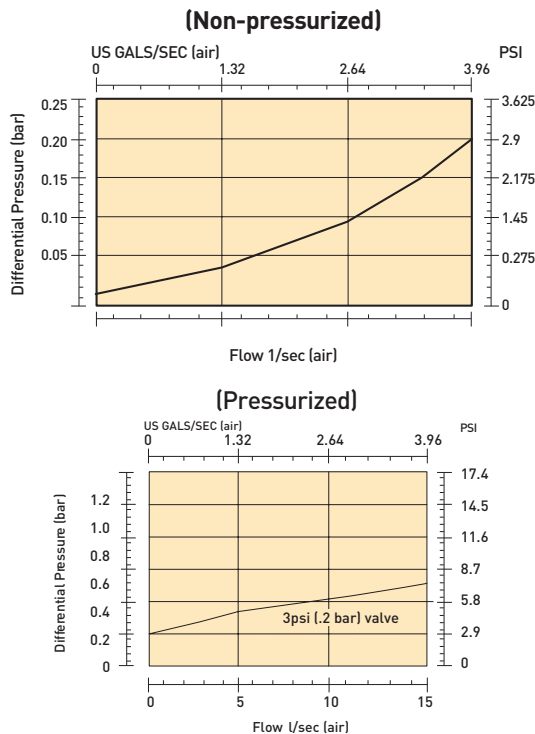 (Non-pressurized)
US GALS/SEC (air) PSI
0 1.32 2.64 3.96
0.25 3.625
0.20 2.9
0.15 2.175
0.10 1.45
0.05 0.275
0
Differential Pressure (bar)
Flow 1/sec (air)
(Pressurized)
US GALS/SEC (air) PSI
0 1.32 2.64 3.96
17.4
1.2 14.5
1.0 11.6
0.8 8.7
0.6 5.8
0.4 2.9
0.2 0
0
Differential Pressure (bar)
3psi (.2 bar) valve
0 5 10 15
Flow l/sec (air)